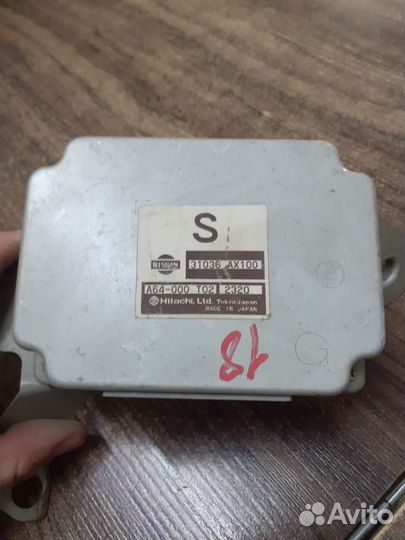 S
NISSAN 31036 AX100
A64-000 T02 2320
Hitachi, Ltd. Tokyo Japan
MADE IN JAPAN
18
G
Avito